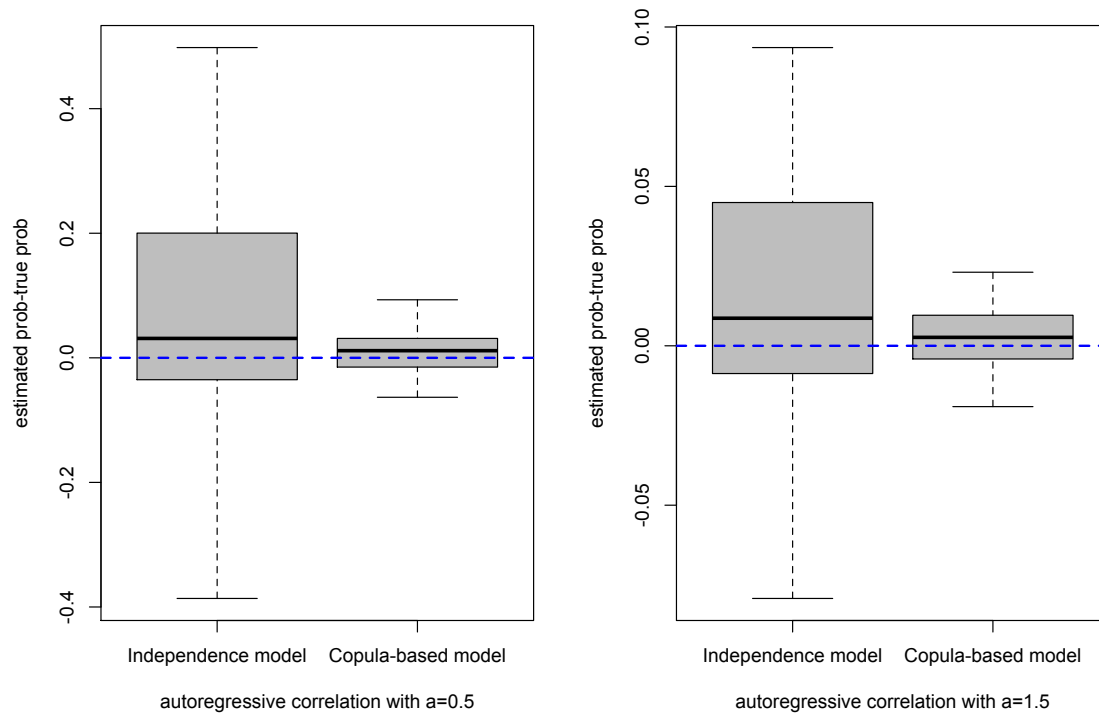 estimated prob-true prob
0.4
0.2
0.0
-0.2
-0.4
Independence model
Copula-based model
autoregressive correlation with a=0.5
estimated prob-true prob
0.10
0.05
0.00
-0.05
Independence model
Copula-based model
autoregressive correlation with a=1.5